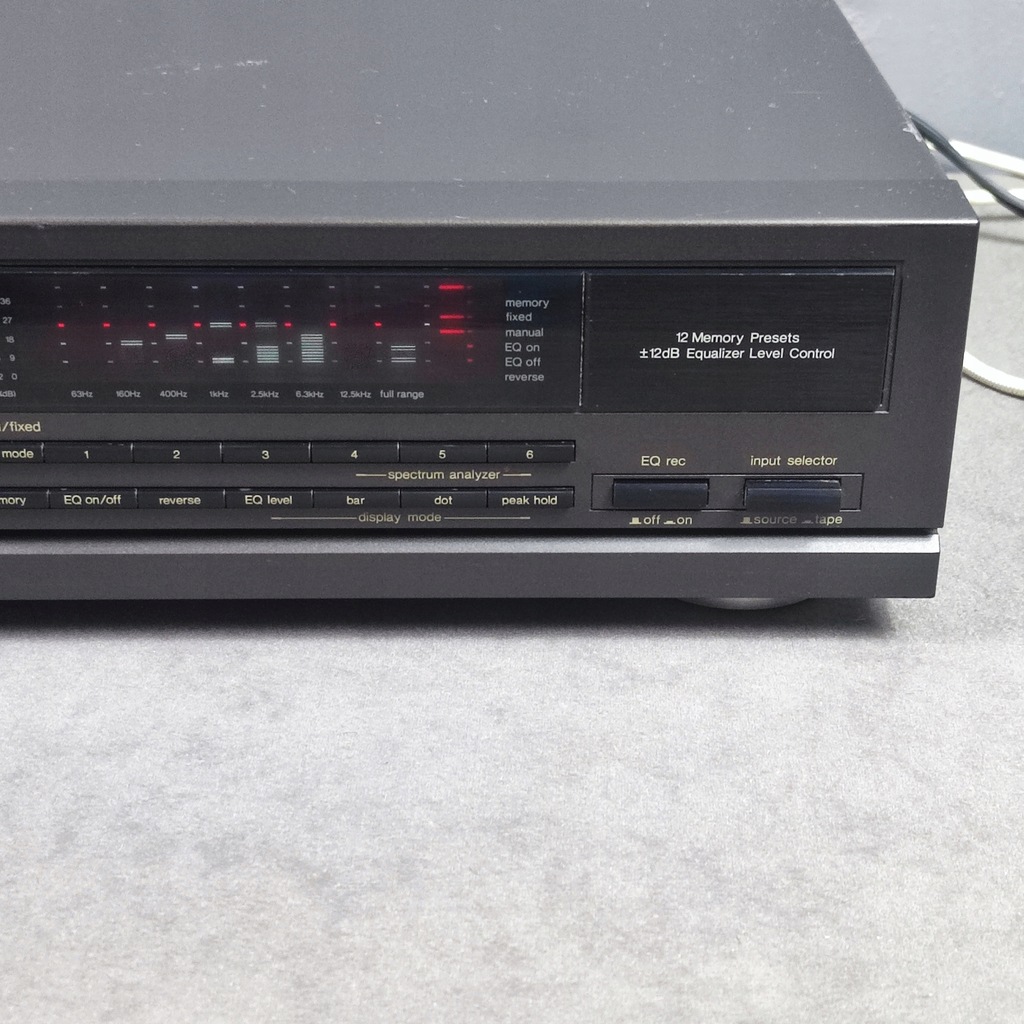 36
27
18
9
0
63Hz 160Hz 400Hz 1kHz 2.5kHz 6.3kHz 12.5kHz full range
memory
fixed
manual
EQ on
EQ off
reverse
12 Memory Presets
±12dB Equalizer Level Control
/fixed
mode 1 2 3 4 5 6
spectrum analyzer
EQ on/off reverse EQ level bar dot peak hold
display mode
EQ rec input selector
off on source tape